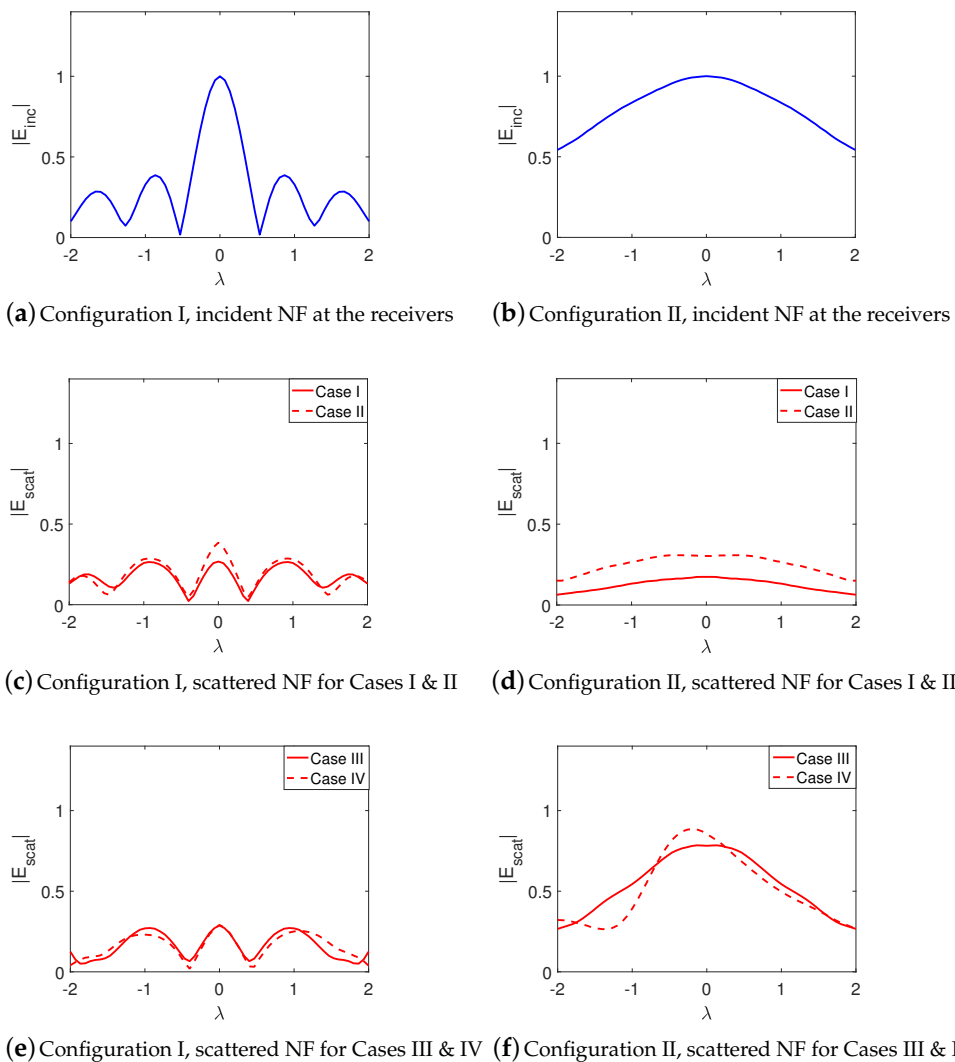 1
0.5
0
|E_inc|
-2 -1 0 1 2
λ
(a) Configuration I, incident NF at the receivers
1
0.5
0
|E_inc|
-2 -1 0 1 2
λ
(b) Configuration II, incident NF at the receivers
Case I
Case II
1
0.5
0
|E_scat|
-2 -1 0 1 2
λ
(c) Configuration I, scattered NF for Cases I & II
Case I
Case II
1
0.5
0
|E_scat|
-2 -1 0 1 2
λ
(d) Configuration II, scattered NF for Cases I & II
Case III
Case IV
1
0.5
0
|E_scat|
-2 -1 0 1 2
λ
(e) Configuration I, scattered NF for Cases III & IV
Case III
Case IV
1
0.5
0
|E_scat|
-2 -1 0 1 2
λ
(f) Configuration II, scattered NF for Cases III &